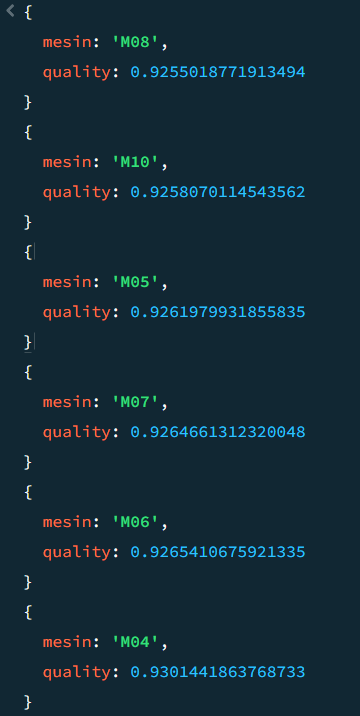 {
mesin: 'M08',
quality: 0.9255018771913494
}
{
mesin: 'M10',
quality: 0.9258070114543562
}
{
mesin: 'M05',
quality: 0.9261979931855835
}
{
mesin: 'M07',
quality: 0.9264661312320048
}
{
mesin: 'M06',
quality: 0.9265410675921335
}
{
mesin: 'M04',
quality: 0.9301441863768733
}